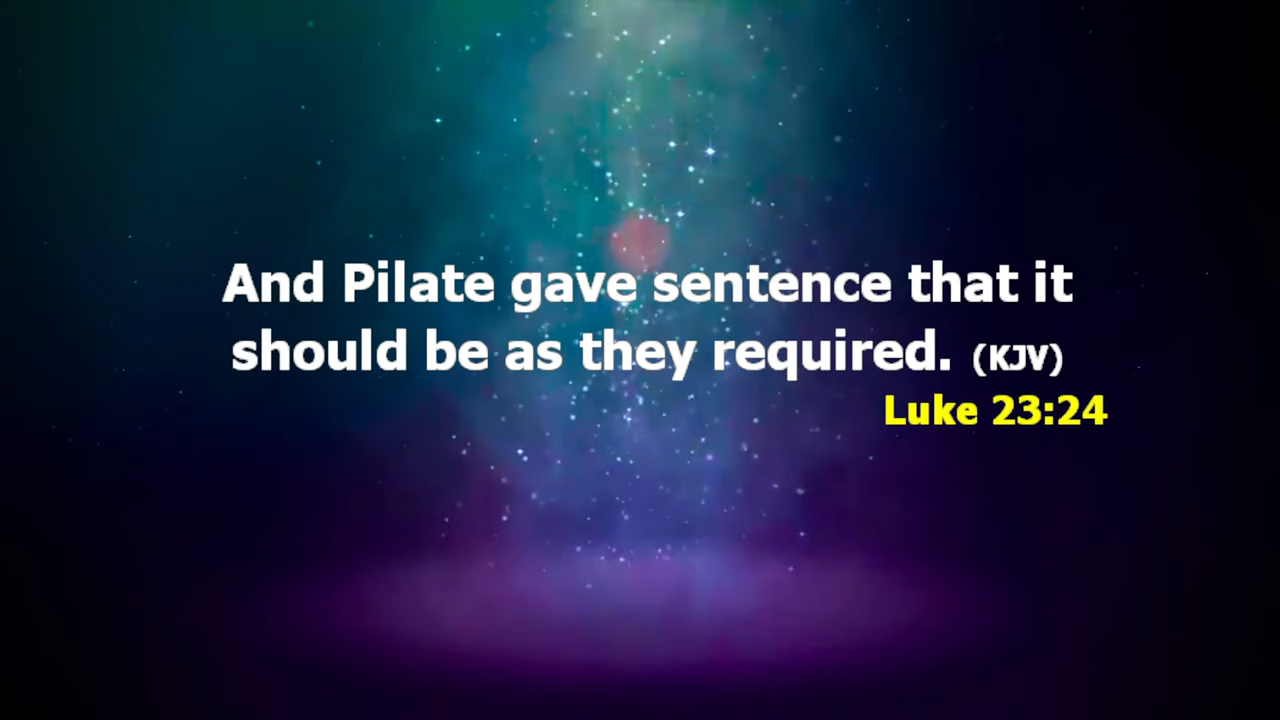 And Pilate gave sentence that it
should be as they required. (KJV)
Luke 23:24